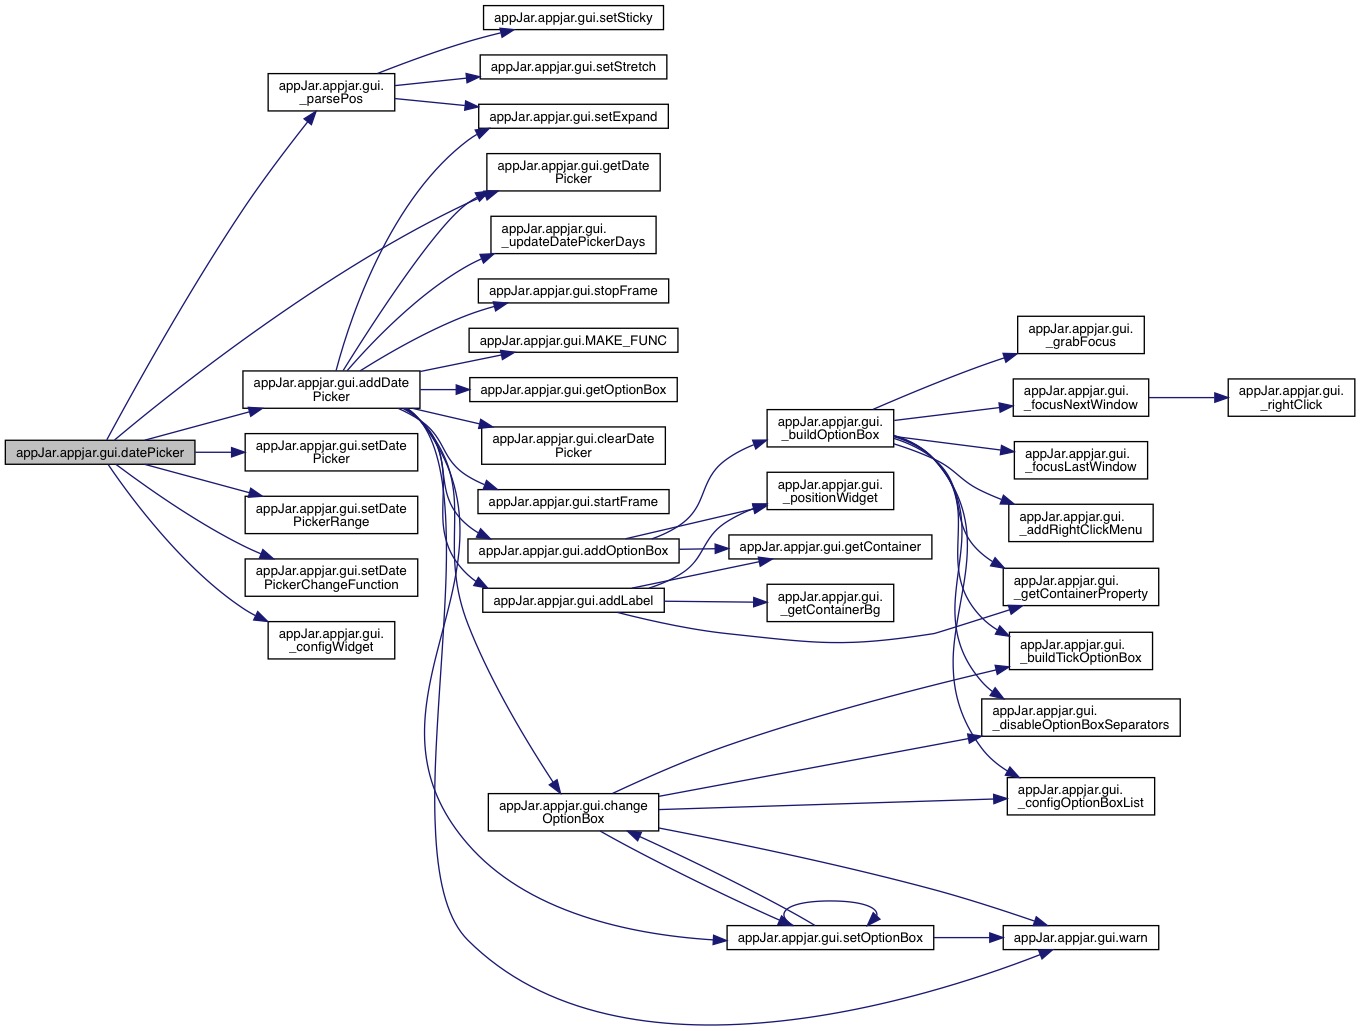 appJar.appjar.gui.datePicker
appJar.appjar.gui.
_parsePos
appJar.appjar.gui.addDate
Picker
appJar.appjar.gui.setDate
Picker
appJar.appjar.gui.setDate
PickerRange
appJar.appjar.gui.setDate
PickerChangeFunction
appJar.appjar.gui.
_configWidget
appJar.appjar.gui.setSticky
appJar.appjar.gui.setStretch
appJar.appjar.gui.setExpand
appJar.appjar.gui.getDate
Picker
appJar.appjar.gui.
_updateDatePickerDays
appJar.appjar.gui.stopFrame
appJar.appjar.gui.MAKE_FUNC
appJar.appjar.gui.getOptionBox
appJar.appjar.gui.clearDate
Picker
appJar.appjar.gui.startFrame
appJar.appjar.gui.addOptionBox
appJar.appjar.gui.addLabel
appJar.appjar.gui.change
OptionBox
appJar.appjar.gui.
_buildOptionBox
appJar.appjar.gui.
_positionWidget
appJar.appjar.gui.getContainer
appJar.appjar.gui.
_getContainerBg
appJar.appjar.gui.setOptionBox
appJar.appjar.gui.
_grabFocus
appJar.appjar.gui.
_focusNextWindow
appJar.appjar.gui.
_focusLastWindow
appJar.appjar.gui.
_addRightClickMenu
appJar.appjar.gui.
_getContainerProperty
appJar.appjar.gui.
_buildTickOptionBox
appJar.appjar.gui.
_disableOptionBoxSeparators
appJar.appjar.gui.
_configOptionBoxList
appJar.appjar.gui.warn
appJar.appjar.gui.
_rightClick